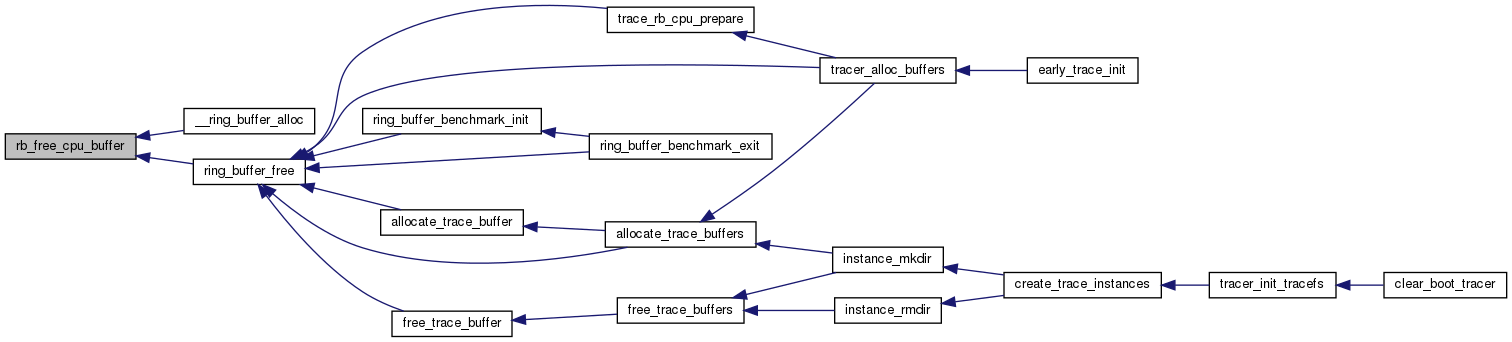 trace_rb_cpu_prepare
tracer_alloc_buffers
early_trace_init
__ring_buffer_alloc
ring_buffer_benchmark_init
rb_free_cpu_buffer
ring_buffer_benchmark_exit
ring_buffer_free
allocate_trace_buffer
allocate_trace_buffers
instance_mkdir
create_trace_instances
tracer_init_tracefs
clear_boot_tracer
free_trace_buffers
instance_rmdir
free_trace_buffer